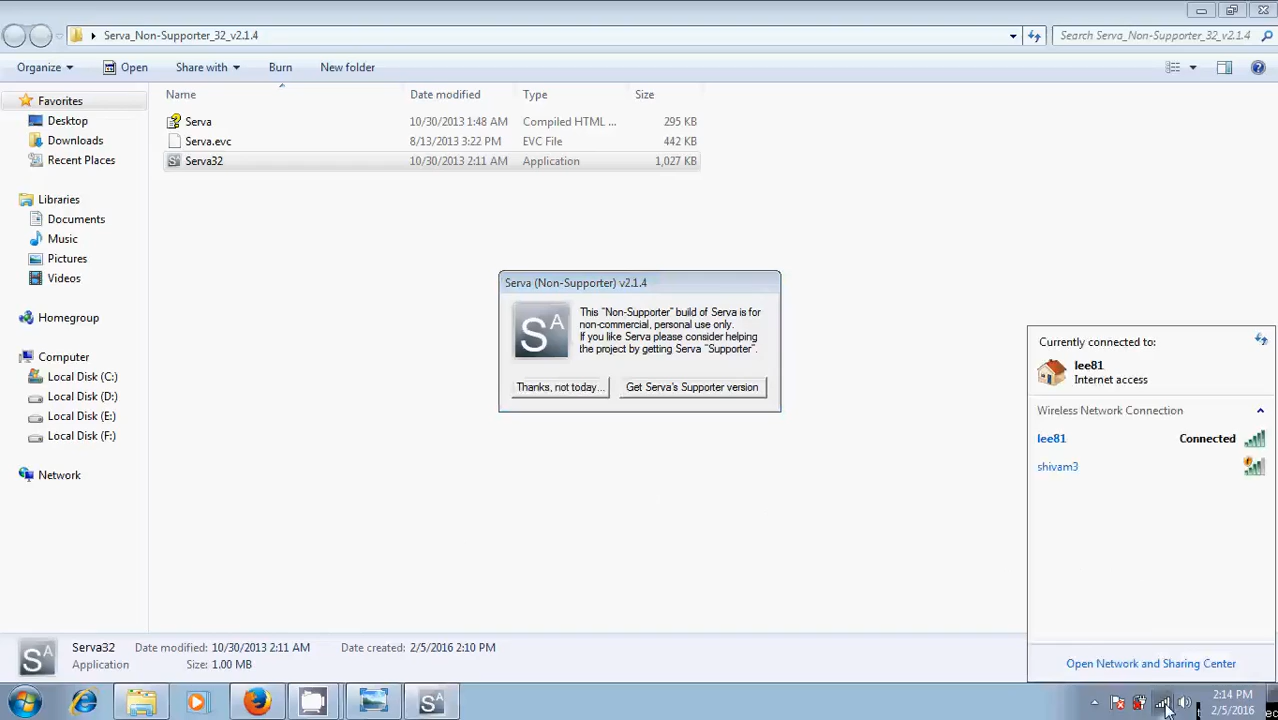 Serva_Non-Supporter_32_v2.1.4
Search Serva_Non-Supporter_32_v2.1.4
Organize Open Share with Burn New folder
Name Date modified Type Size
Favorites
Desktop
Downloads
Recent Places
Libraries
Documents
Music
Pictures
Videos
Homegroup
Computer
Local Disk (C:)
Local Disk (D:)
Local Disk (E:)
Local Disk (F:)
Network
Serva 10/30/2013 1:48 AM Compiled HTML ... 295 KB
Serva.evc 8/13/2013 3:22 PM EVC File 442 KB
Serva32 10/30/2013 2:11 AM Application 1,027 KB
Serva (Non-Supporter) v2.1.4
SA
This "Non-Supporter" build of Serva is for
non-commercial, personal use only.
If you like Serva please consider helping
the project by getting Serva "Supporter".
Thanks, not today...
Get Serva's Supporter version
Currently connected to:
lee81
Internet access
Wireless Network Connection
lee81 Connected
shivam3
Open Network and Sharing Center
Serva32 Date modified: 10/30/2013 2:11 AM Date created: 2/5/2016 2:10 PM
Application Size: 1.00 MB
2:14 PM
2/5/2016